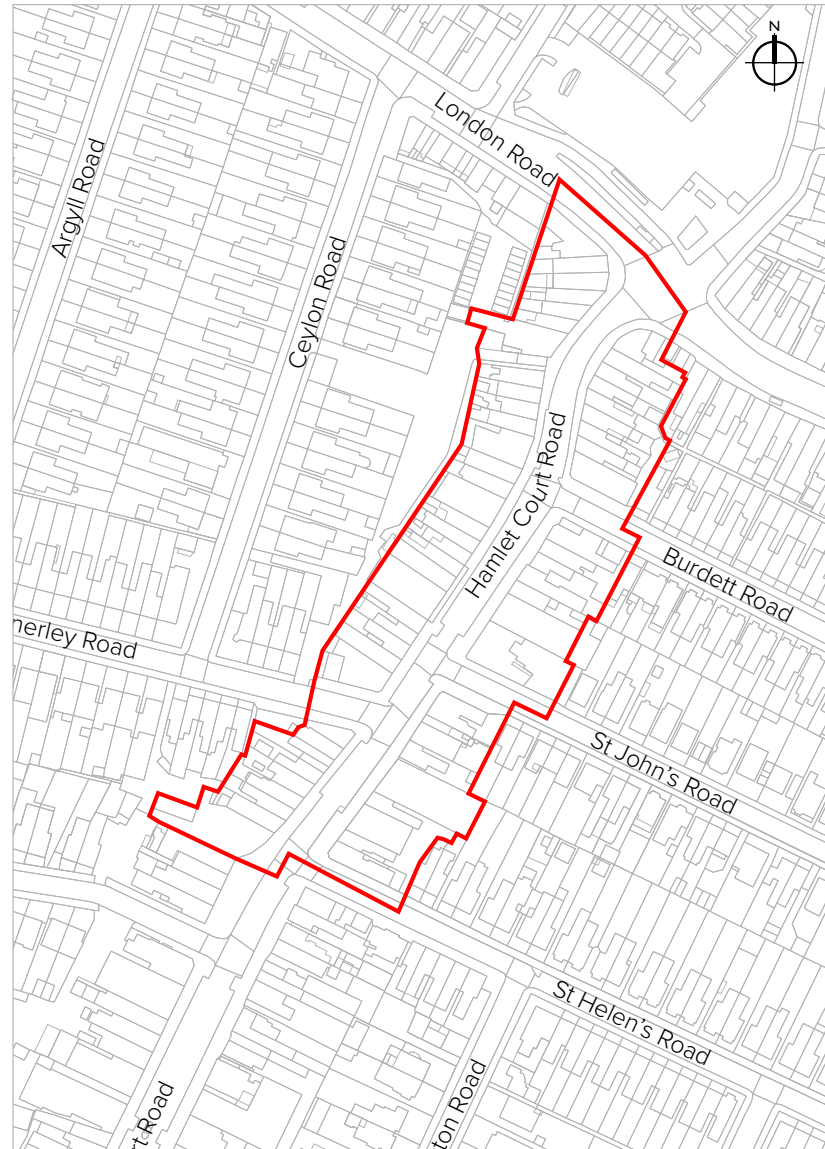 N
London Road
Argyll Road
Ceylon Road
Hamlet Court Road
Burdett Road
nerley Road
St John's Road
St Helen's Road
rt Road
ton Road